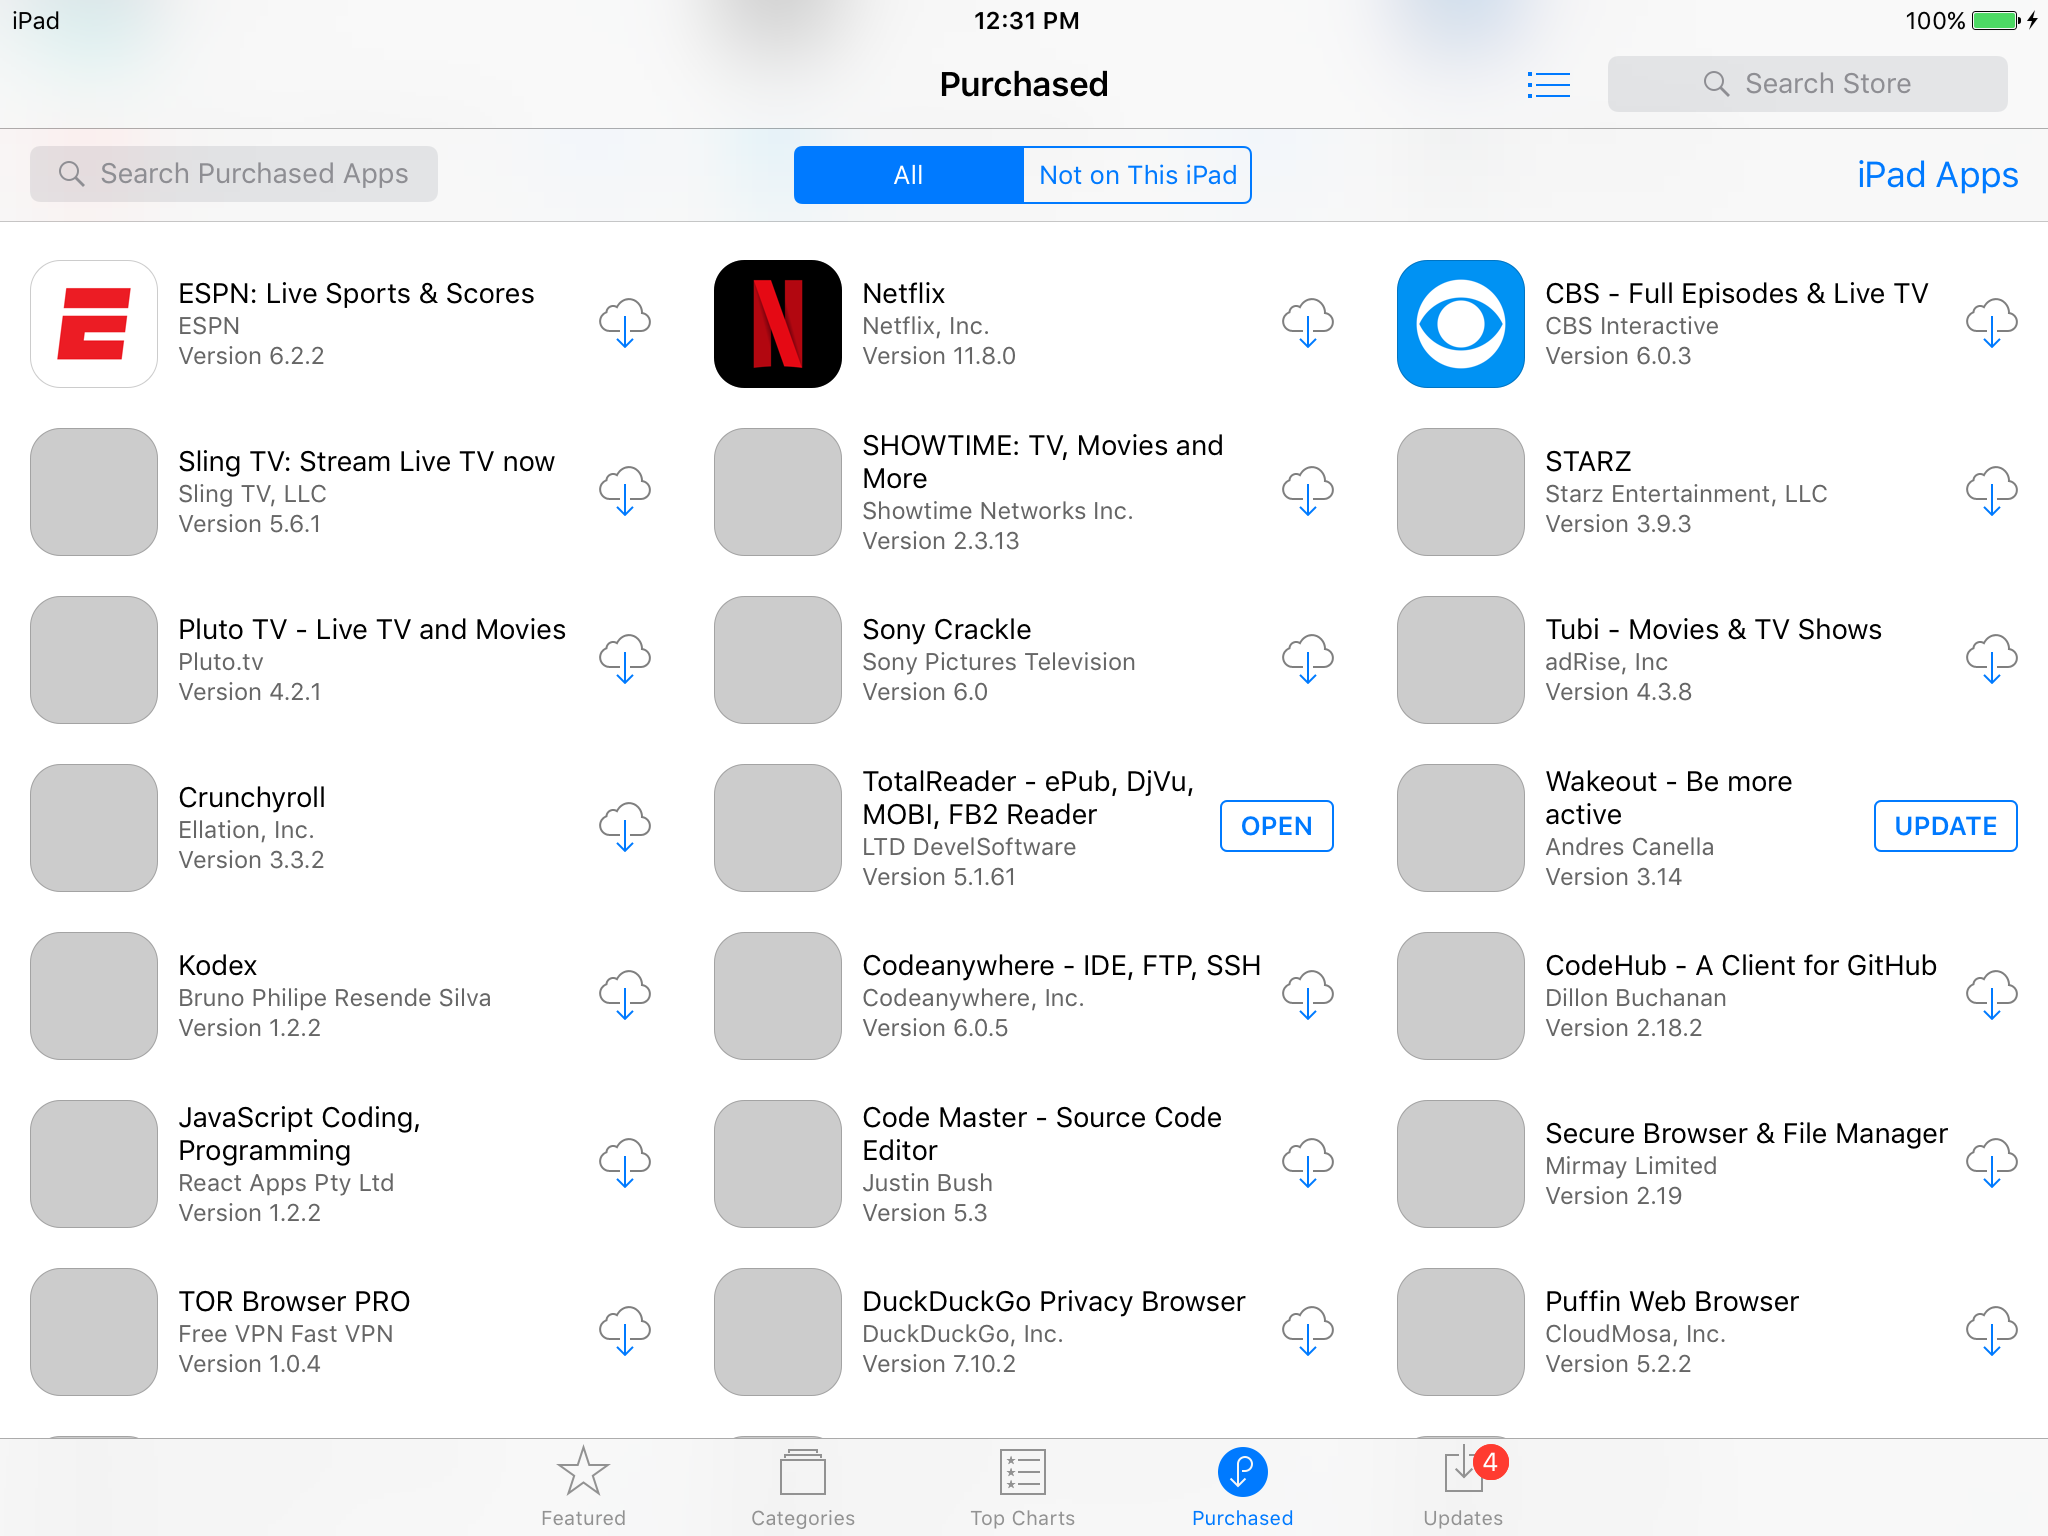 iPad
12:31 PM
100%
Purchased
Search Store
Search Purchased Apps
All
Not on This iPad
iPad Apps
ESPN: Live Sports & Scores
ESPN
Version 6.2.2
Netflix
Netflix, Inc.
Version 11.8.0
CBS - Full Episodes & Live TV
CBS Interactive
Version 6.0.3
Sling TV: Stream Live TV now
Sling TV, LLC
Version 5.6.1
SHOWTIME: TV, Movies and
More
Showtime Networks Inc.
Version 2.3.13
STARZ
Starz Entertainment, LLC
Version 3.9.3
Pluto TV - Live TV and Movies
Pluto.tv
Version 4.2.1
Sony Crackle
Sony Pictures Television
Version 6.0
Tubi - Movies & TV Shows
adRise, Inc
Version 4.3.8
Crunchyroll
Ellation, Inc.
Version 3.3.2
TotalReader - ePub, DjVu,
MOBI, FB2 Reader
LTD DevelSoftware
Version 5.1.61
OPEN
Wakeout - Be more
active
Andres Canella
Version 3.14
UPDATE
Kodex
Bruno Philipe Resende Silva
Version 1.2.2
Codeanywhere - IDE, FTP, SSH
Codeanywhere, Inc.
Version 6.0.5
CodeHub - A Client for GitHub
Dillon Buchanan
Version 2.18.2
JavaScript Coding,
Programming
React Apps Pty Ltd
Version 1.2.2
Code Master - Source Code
Editor
Justin Bush
Version 5.3
Secure Browser & File Manager
Mirmay Limited
Version 2.19
TOR Browser PRO
Free VPN Fast VPN
Version 1.0.4
DuckDuckGo Privacy Browser
DuckDuckGo, Inc.
Version 7.10.2
Puffin Web Browser
CloudMosa, Inc.
Version 5.2.2
Featured
Categories
Top Charts
Purchased
4
Updates